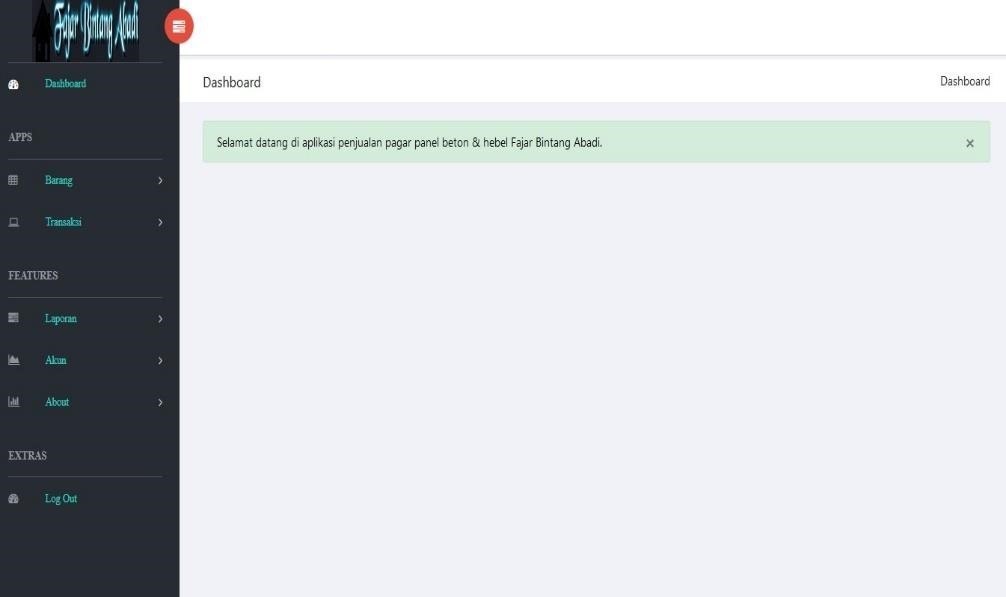 Fajar Bintang Abadi
Dashboard
APPS
Barang
Transaksi
FEATURES
Laporan
Akun
About
EXTRAS
Log Out
Dashboard
Dashboard
Selamat datang di aplikasi penjualan pagar panel beton & hebel Fajar Bintang Abadi.
×